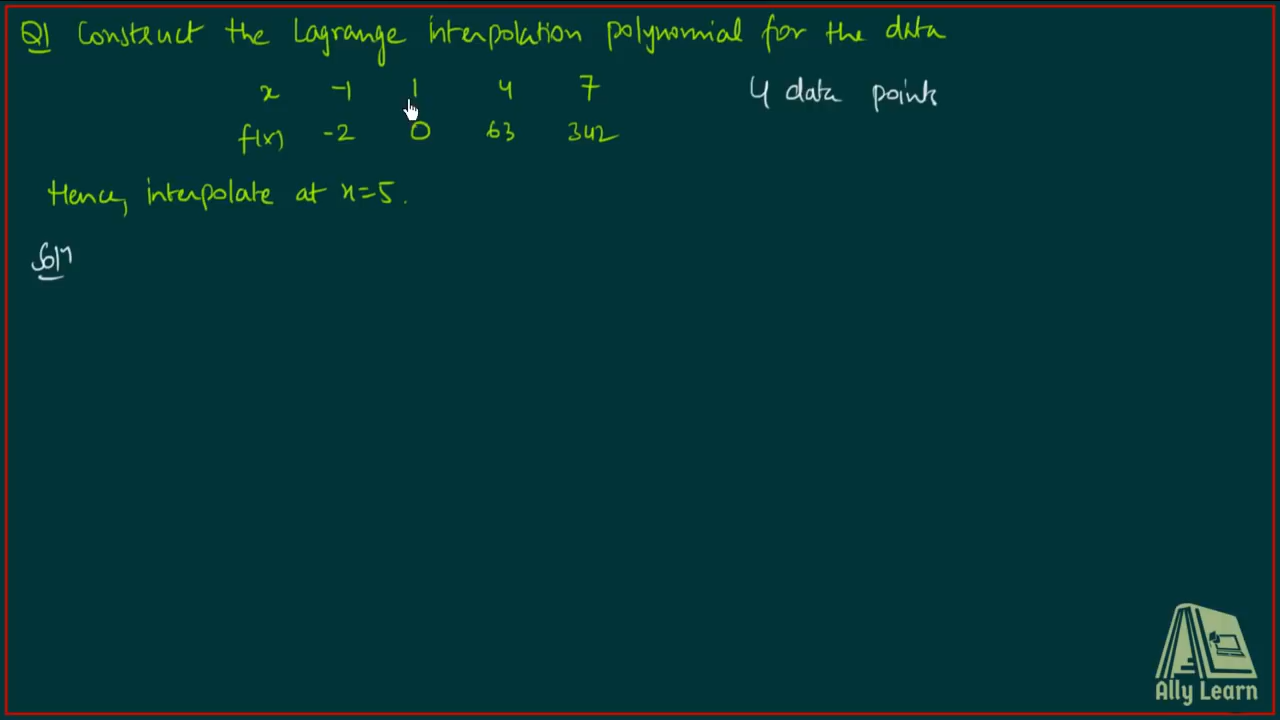 Q1 Construct the Lagrange interpolation polynomial for the data
x -1 1 4 7 4 data points
f(x) -2 0 63 342
Hence, interpolate at x=5.
Sol^n
Ally Learn